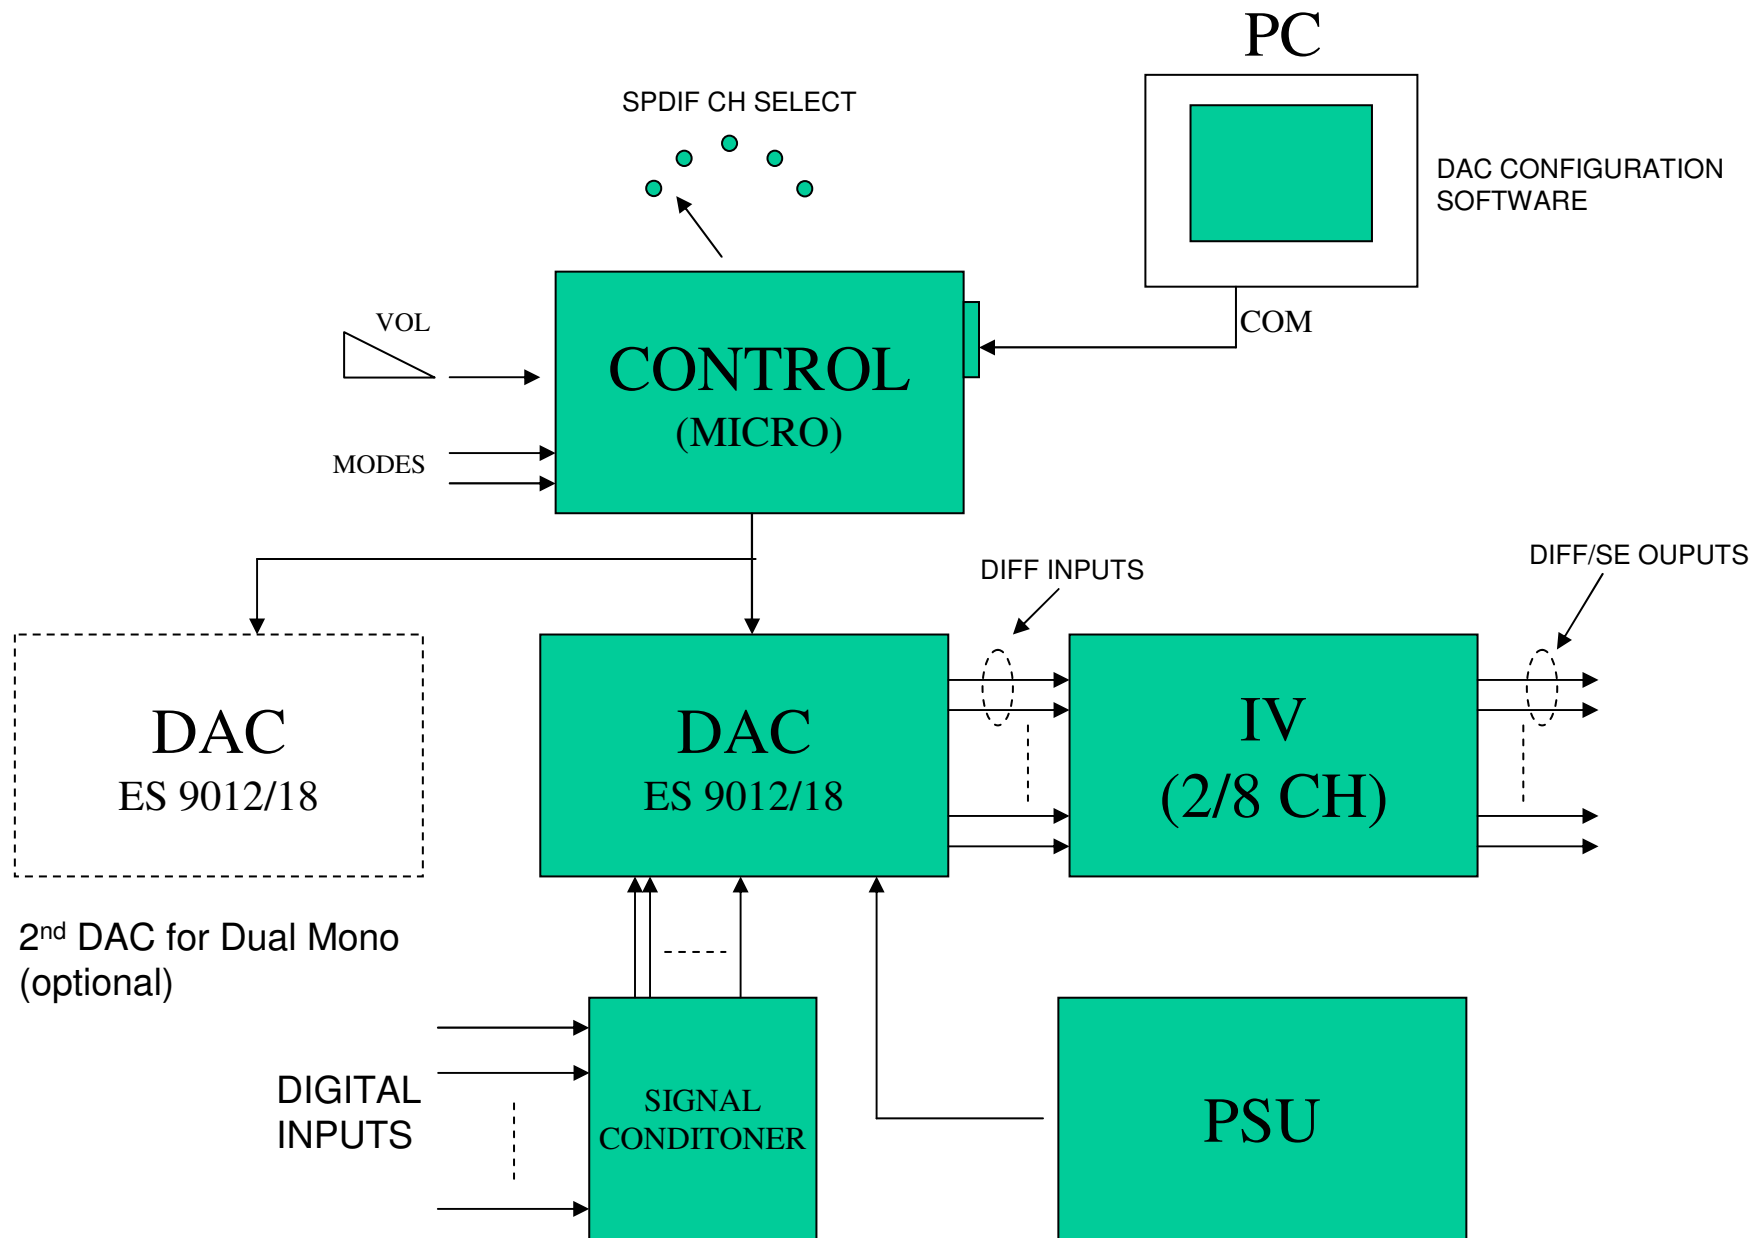 PC
SPDIF CH SELECT
DAC CONFIGURATION
SOFTWARE
VOL
COM
CONTROL
(MICRO)
MODES
DIFF INPUTS
DIFF/SE OUPUTS
DAC
ES 9012/18
DAC
ES 9012/18
IV
(2/8 CH)
2nd DAC for Dual Mono
(optional)
DIGITAL
INPUTS
SIGNAL
CONDITONER
PSU